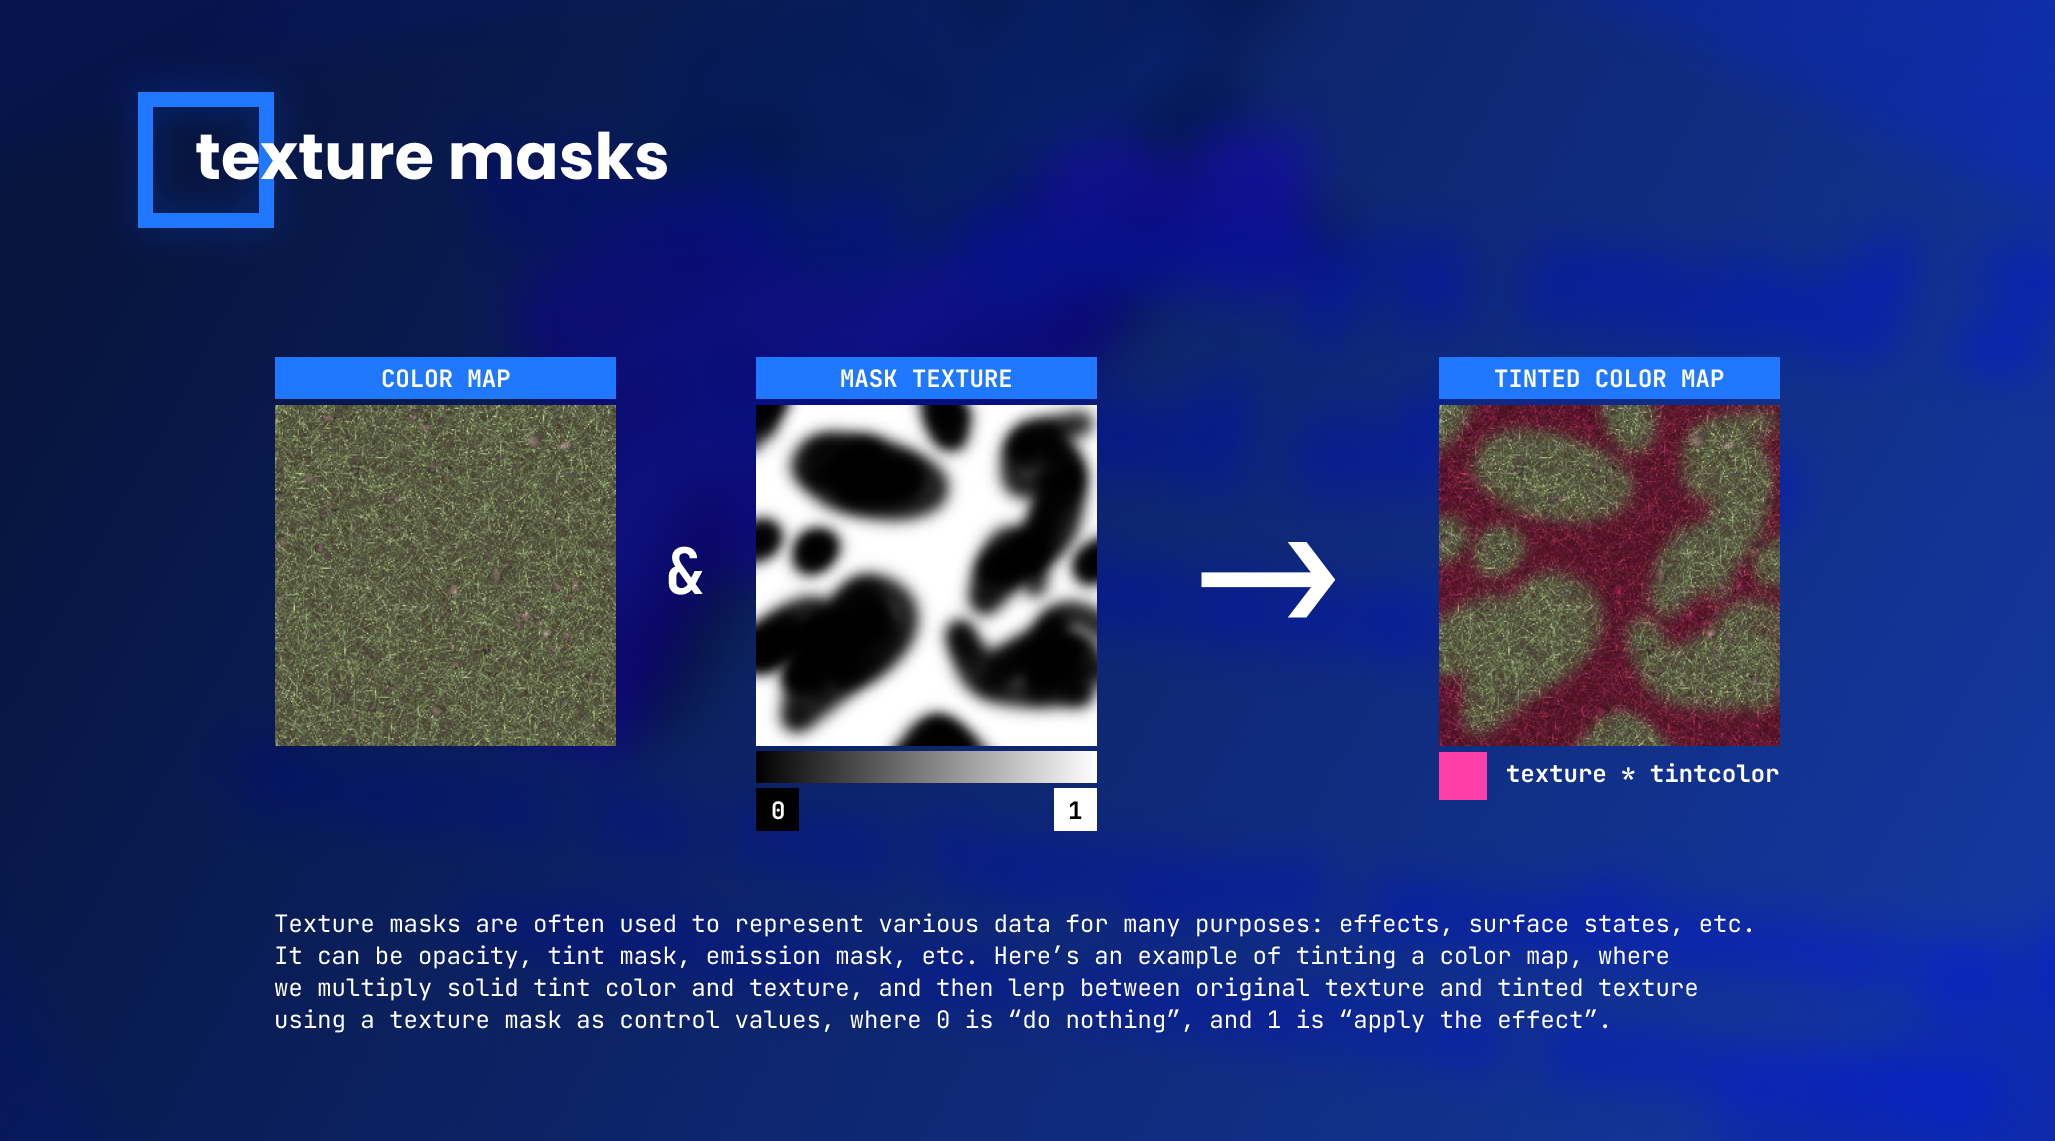 texture masks
COLOR MAP
MASK TEXTURE
TINTED COLOR MAP
&
→
0
1
texture * tintcolor
Texture masks are often used to represent various data for many purposes: effects, surface states, etc.
It can be opacity, tint mask, emission mask, etc. Here’s an example of tinting a color map, where
we multiply solid tint color and texture, and then lerp between original texture and tinted texture
using a texture mask as control values, where 0 is “do nothing”, and 1 is “apply the effect”.